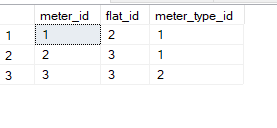 meter_id flat_id meter_type_id
1 1 2 1
2 2 3 1
3 3 3 2